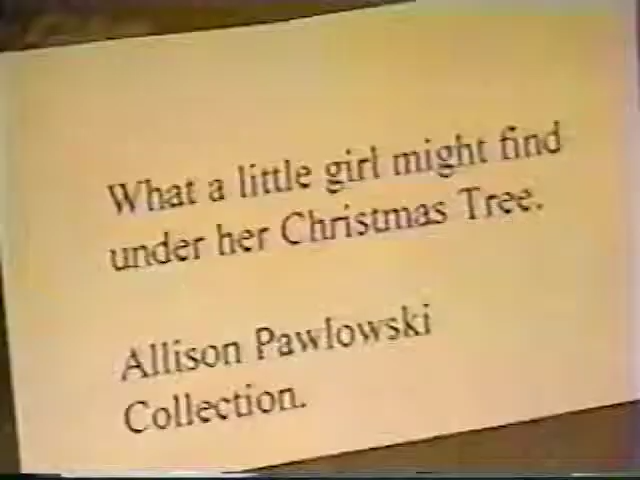 What a little girl might find
under her Christmas Tree.
Allison Pawlowski
Collection.